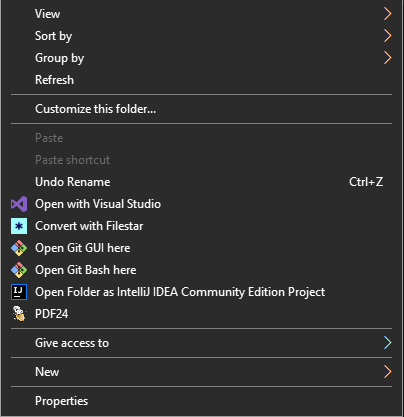 View
Sort by
Group by
Refresh
Customize this folder...
Paste
Paste shortcut
Undo Rename Ctrl+Z
Open with Visual Studio
Convert with Filestar
Open Git GUI here
Open Git Bash here
IJ Open Folder as IntelliJ IDEA Community Edition Project
PDF24
Give access to
New
Properties